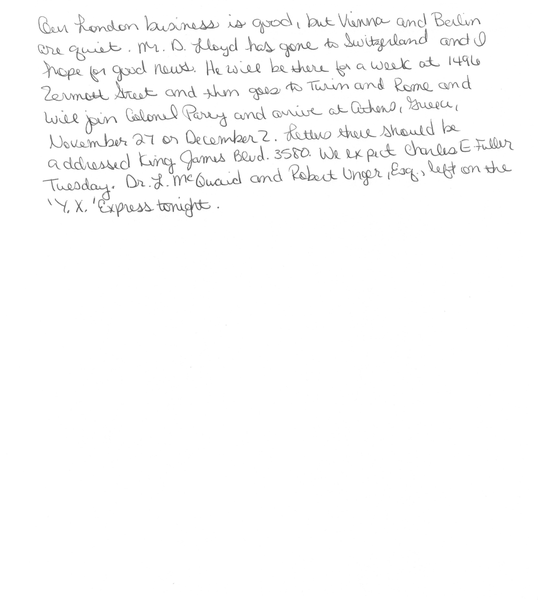 Our London business is good, but Vienna and Berlin
are quiet. Mr. D. Lloyd has gone to Switzerland and I
hope for good news. He will be there for a week at 1496
Zermott Street and then goes to Turin and Rome and
will join Colonel Parry and arrive at Athens, Greece,
November 27 or December 2. Letters there should be
addressed King James Blvd. 3580. We expect Charles E Fuller
Tuesday. Dr. L. McQuaid and Robert Unger, Esq., left on the
'Y. X.' Express tonight.